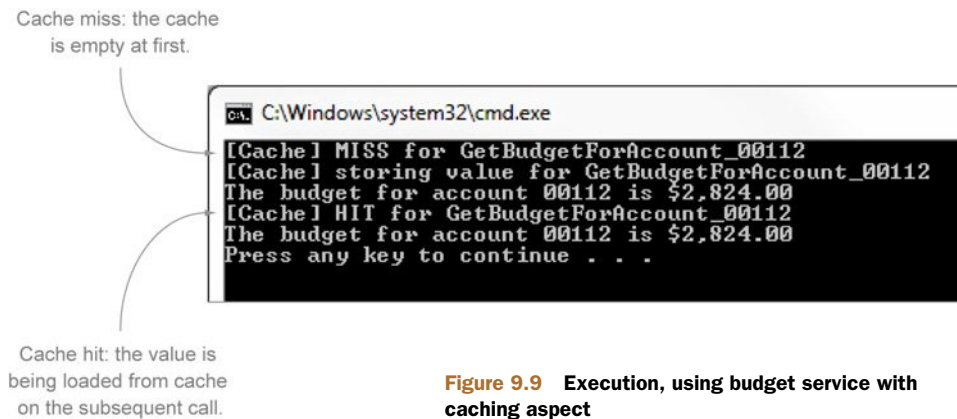 Cache miss: the cache
is empty at first.
C:\Windows\system32\cmd.exe
[Cache] MISS for GetBudgetForAccount_00112
[Cache] storing value for GetBudgetForAccount_00112
The budget for account 00112 is $2,824.00
[Cache] HIT for GetBudgetForAccount_00112
The budget for account 00112 is $2,824.00
Press any key to continue . . .
Cache hit: the value is
being loaded from cache
on the subsequent call.
Figure 9.9 Execution, using budget service with
caching aspect